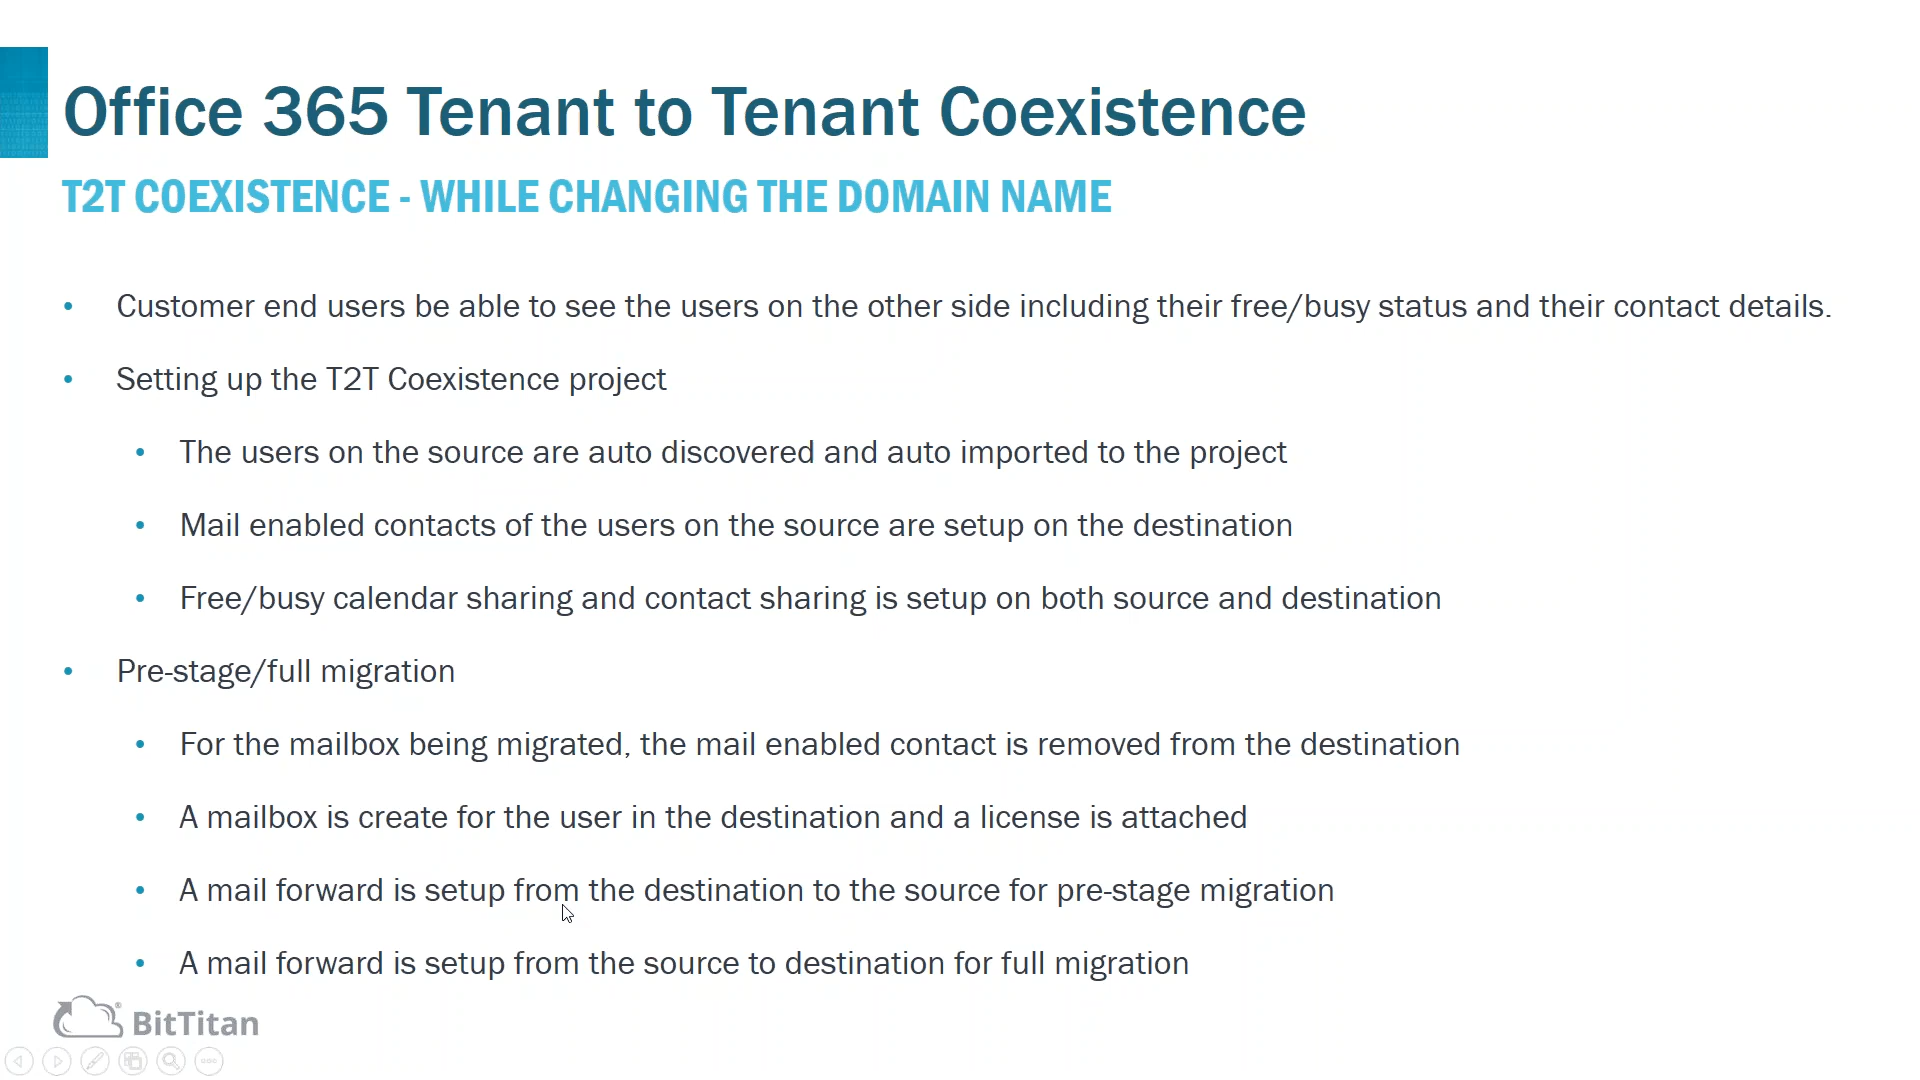 Office 365 Tenant to Tenant Coexistence
T2T COEXISTENCE - WHILE CHANGING THE DOMAIN NAME
• Customer end users be able to see the users on the other side including their free/busy status and their contact details.
• Setting up the T2T Coexistence project
• The users on the source are auto discovered and auto imported to the project
• Mail enabled contacts of the users on the source are setup on the destination
• Free/busy calendar sharing and contact sharing is setup on both source and destination
• Pre-stage/full migration
• For the mailbox being migrated, the mail enabled contact is removed from the destination
• A mailbox is create for the user in the destination and a license is attached
• A mail forward is setup from the destination to the source for pre-stage migration
• A mail forward is setup from the source to destination for full migration
® BitTitan